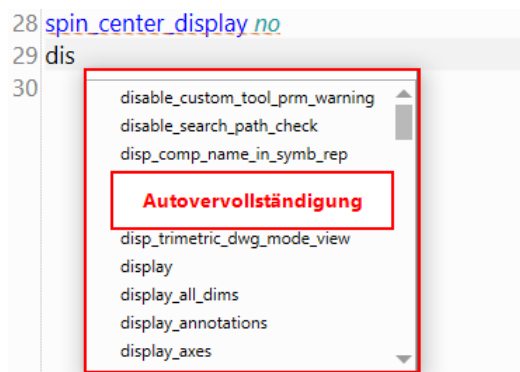 28 spin_center_display no
29 dis
30
disable_custom_tool_prm_warning
disable_search_path_check
disp_comp_name_in_symb_rep
Autovervollständigung
disp_trimetric_dwg_mode_view
display
display_all_dims
display_annotations
display_axes